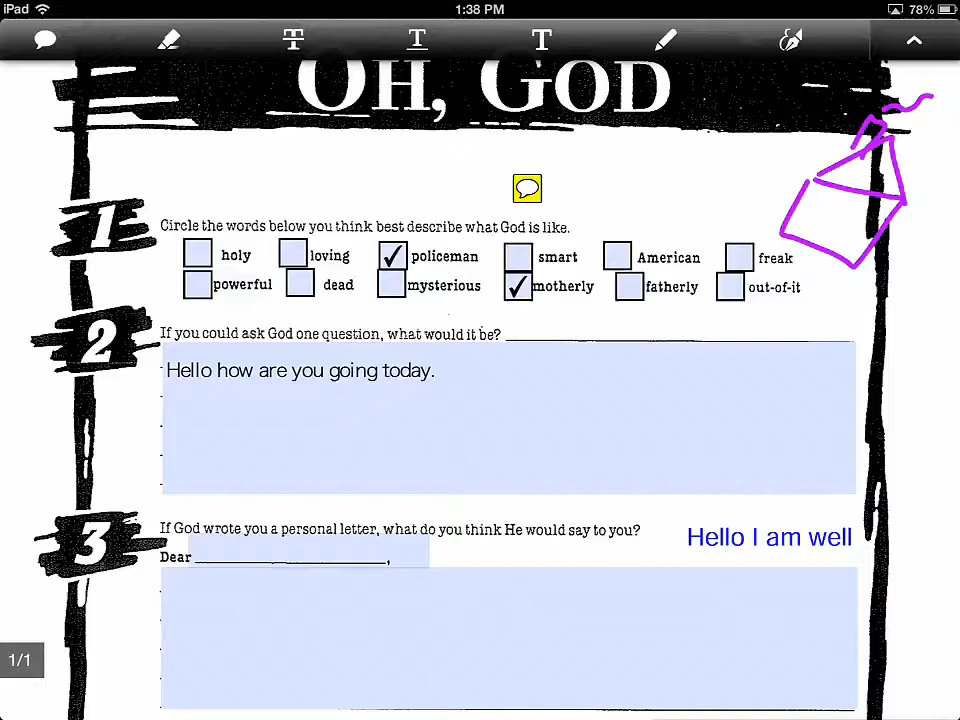 iPad 1:38 PM 78%
T T T
OH, GOD
1
Circle the words below you think best describe what God is like.
holy loving ✓ policeman smart American freak
powerful dead mysterious ✓ motherly fatherly out-of-it
2
If you could ask God one question, what would it be?
Hello how are you going today.
3
If God wrote you a personal letter, what do you think He would say to you?
Hello I am well
Dear ,
1/1